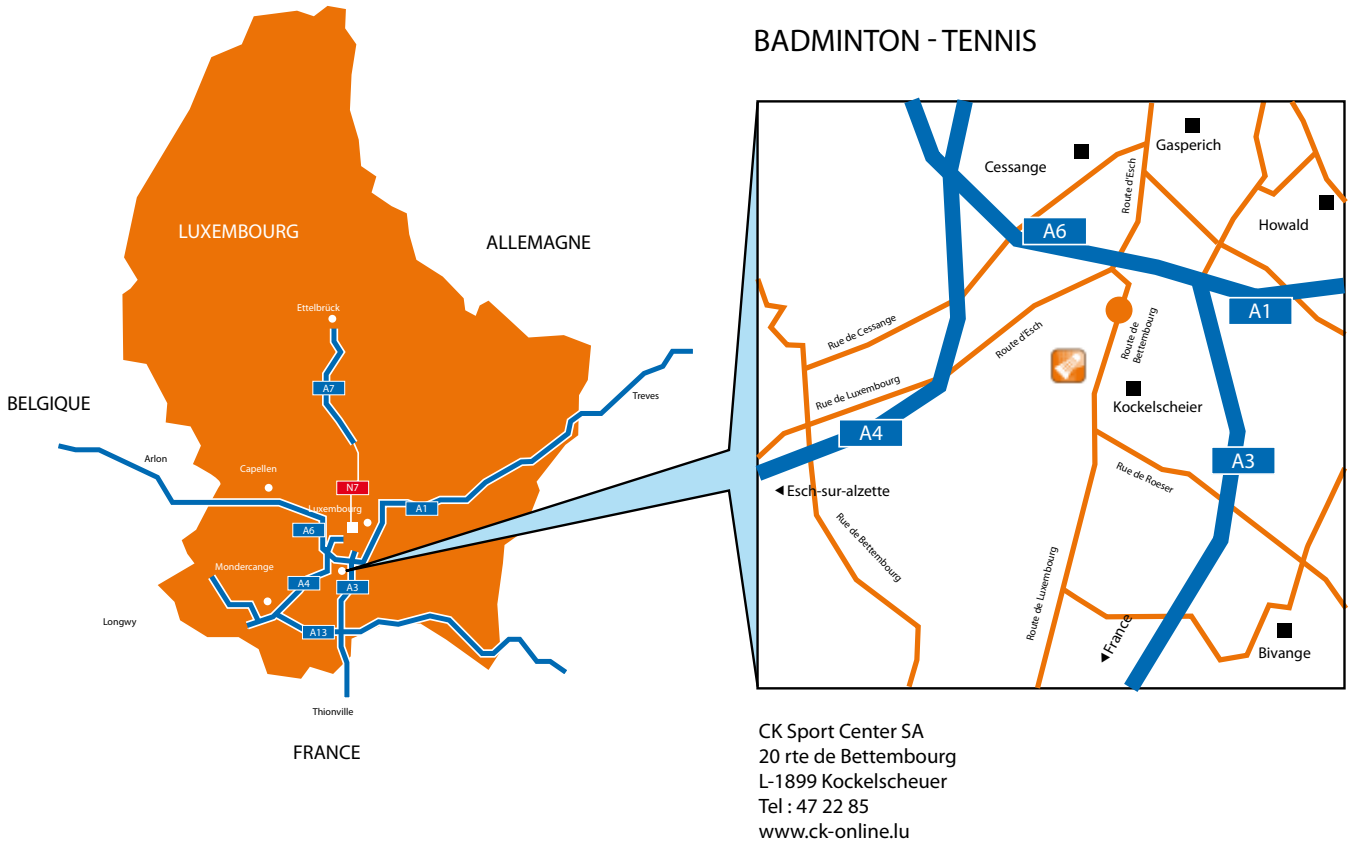 BADMINTON - TENNIS
LUXEMBOURG
ALLEMAGNE
Ettelbrück
A7
BELGIQUE
Treves
Arlon
Capellen
N7
Luxembourg
A1
A6
Mondercange
A4
A3
Longwy
A13
Thionville
FRANCE
Gasperich
Cessange
Route d'Esch
Howald
A6
A1
Rue de Cessange
Route d'Esch
Route de
Bettembourg
Rue de Luxembourg
Kockelscheier
A4
A3
Rue de Roeser
Esch-sur-alzette
Rue de Bettembourg
Route de Luxembourg
France
Bivange
CK Sport Center SA
20 rte de Bettembourg
L-1899 Kockelscheuer
Tel : 47 22 85
www.ck-online.lu